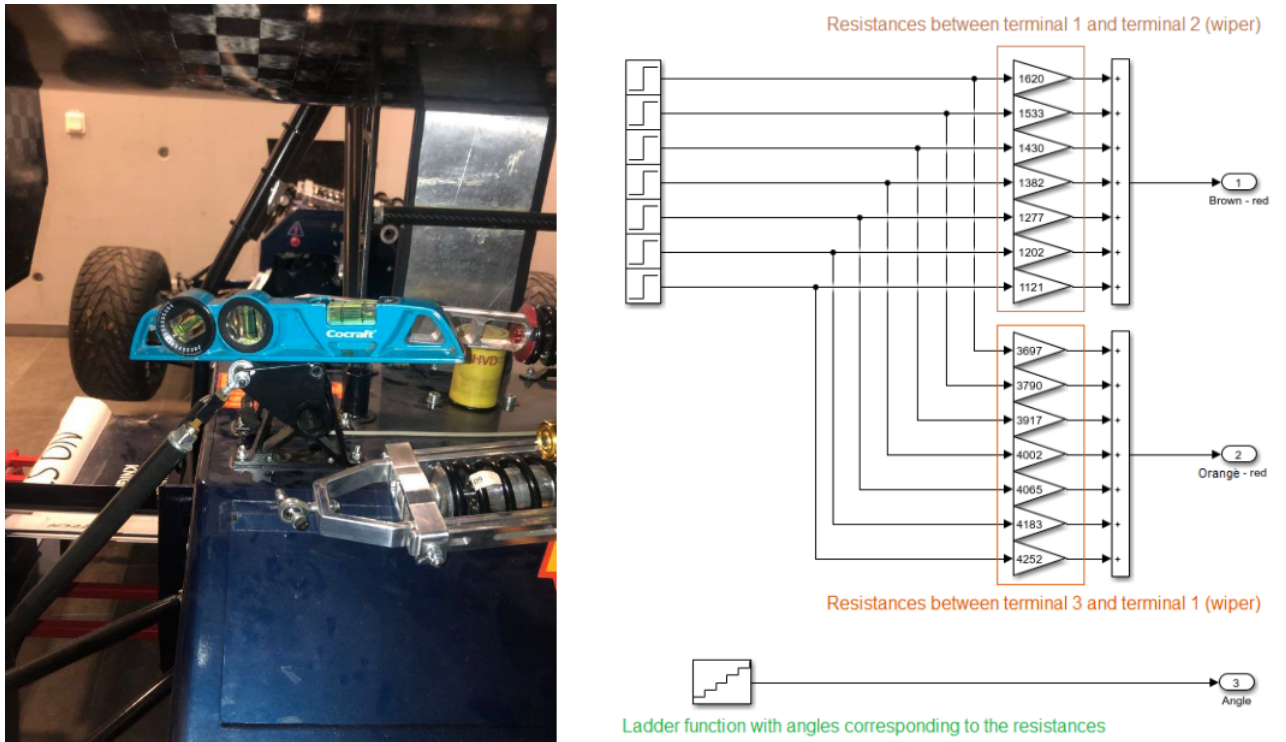 Cocraft
HVD
NOS
Resistances between terminal 1 and terminal 2 (wiper)
1620
1533
1430
1382
1277
1202
1121
1
Brown - red
3697
3790
3917
4002
4065
4183
4252
2
Orange - red
Resistances between terminal 3 and terminal 1 (wiper)
3
Angle
Ladder function with angles corresponding to the resistances